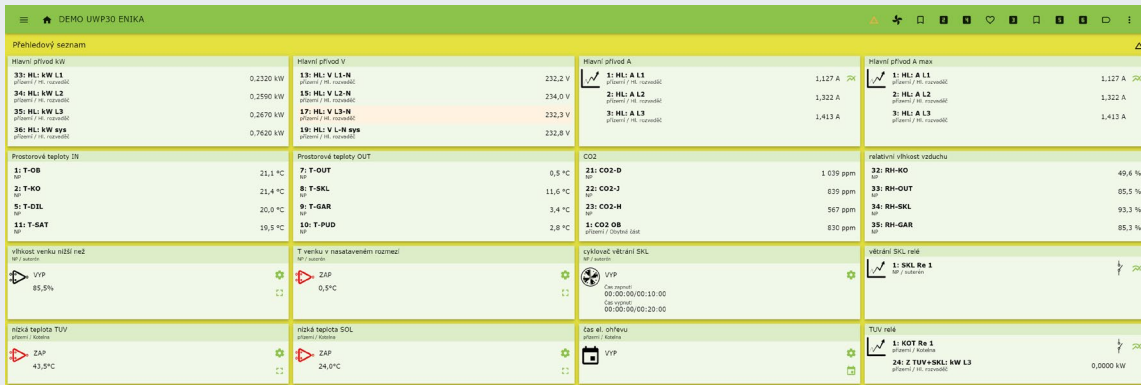 DEMO UWP30 ENIKA
Přehledový seznam
Hlavní přívod kW
33: HL: kW L1
přízemí / Hl. rozvaděč
0,2320 kW
34: HL: kW L2
přízemí / Hl. rozvaděč
0,2590 kW
35: HL: kW L3
přízemí / Hl. rozvaděč
0,2670 kW
36: HL: kW sys
přízemí / Hl. rozvaděč
0,7620 kW
Hlavní přívod V
13: HL: V L1-N
přízemí / Hl. rozvaděč
232,2 V
15: HL: V L2-N
přízemí / Hl. rozvaděč
234,0 V
17: HL: V L3-N
přízemí / Hl. rozvaděč
232,3 V
19: HL: V L-N sys
přízemí / Hl. rozvaděč
232,8 V
Hlavní přívod A
1: HL: A L1
přízemí / Hl. rozvaděč
1,127 A
2: HL: A L2
přízemí / Hl. rozvaděč
1,322 A
3: HL: A L3
přízemí / Hl. rozvaděč
1,413 A
Hlavní přívod A max
1: HL: A L1
přízemí / Hl. rozvaděč
1,127 A
2: HL: A L2
přízemí / Hl. rozvaděč
1,322 A
3: HL: A L3
přízemí / Hl. rozvaděč
1,413 A
Prostorové teploty IN
1: T-OB
NP
21,1 °C
2: T-KO
NP
21,4 °C
5: T-DIL
NP
20,0 °C
11: T-SAT
NP
19,5 °C
Prostorové teploty OUT
7: T-OUT
NP
0,5 °C
8: T-SKL
NP
11,6 °C
9: T-GAR
NP
3,4 °C
10: T-PUD
NP
2,8 °C
CO2
21: CO2-D
NP
1 039 ppm
22: CO2-J
NP
839 ppm
23: CO2-H
NP
567 ppm
1: CO2 OB
přízemí / Obytná část
830 ppm
relativní vlhkost vzduchu
32: RH-KO
NP
49,6 %
33: RH-OUT
NP
85,5 %
34: RH-SKL
NP
93,3 %
35: RH-GAR
NP
85,3 %
vlhkost venku nižší než
NP / suterén
VYP
85,5%
T venku v nasataveném rozmezí
NP / suterén
ZAP
0,5°C
cyklovač větrání SKL
NP / suterén
VYP
Čas zapnutí
00:00:00/00:10:00
Čas vypnutí
00:00:00/00:20:00
větrání SKL relé
1: SKL Re 1
NP / suterén
nízká teplota TUV
přízemí / Kotelna
ZAP
43,5°C
nízká teplota SOL
přízemí / Kotelna
ZAP
24,0°C
čas el. ohřevu
přízemí / Kotelna
VYP
TUV relé
1: KOT Re 1
přízemí / Kotelna
24: Z TUV+SKL: kW L3
přízemí / Hl. rozvaděč
0,0000 kW